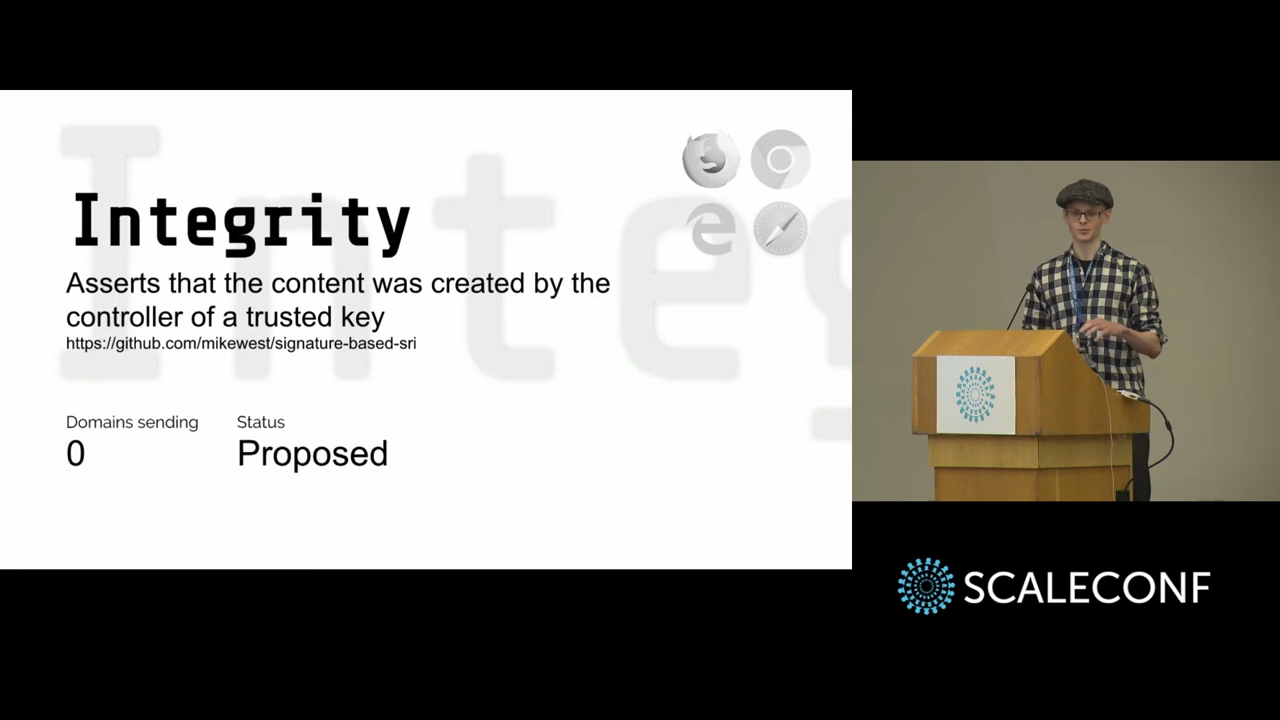 Integrity
Asserts that the content was created by the
controller of a trusted key
https://github.com/mikewest/signature-based-sri
Domains sending
0
Status
Proposed
SCALECONF